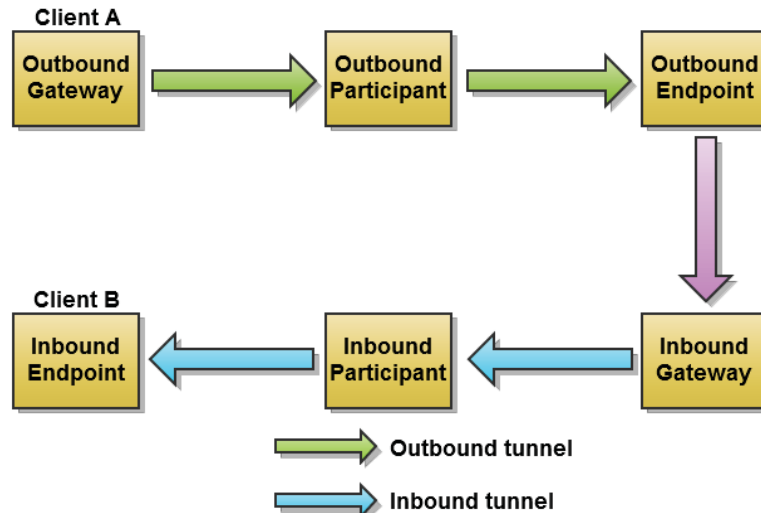 Client A
Outbound
Gateway
Outbound
Participant
Outbound
Endpoint
Client B
Inbound
Endpoint
Inbound
Participant
Inbound
Gateway
Outbound tunnel
Inbound tunnel